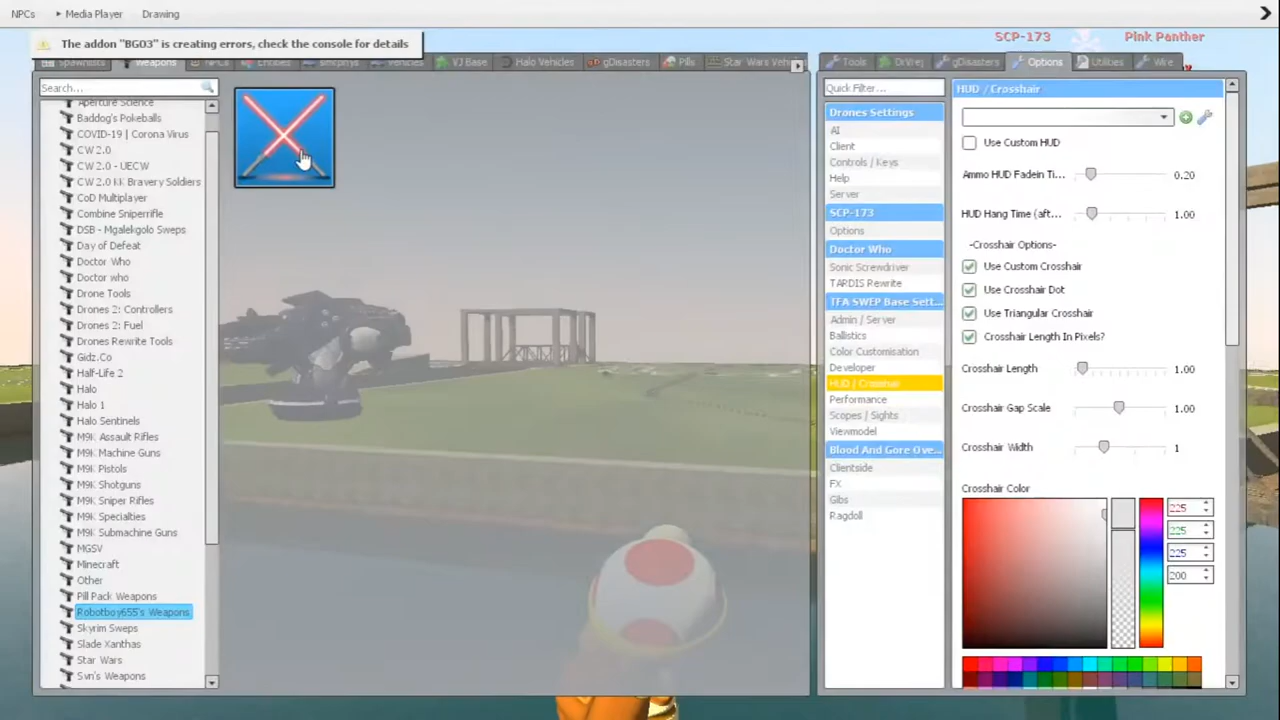 NPCs Media Player Drawing
The addon "BGO3" is creating errors, check the console for details
SCP-173 Pink Panther
Spawnlists Weapons NPCs Entities Vehicles VJ Base Halo Vehicles gDisasters Pills
Tools gDisasters Options Utilities Wire
Search...
Aperture Science
Baddog's Pokeballs
COVID-19 | Corona Virus
CW 2.0
CW 2.0 - UECW
CW 2.0 KK Bravery Soldiers
CoD Multiplayer
Combine Sniperrifle
DSB - Mgalekgolo Sweps
Day of Defeat
Doctor Who
Doctor who
Drone Tools
Drones 2: Controllers
Drones 2: Fuel
Drones Rewrite Tools
Gidz.Co
Half-Life 2
Halo
Halo 1
Halo Sentinels
M9K Assault Rifles
M9K Machine Guns
M9K Pistols
M9K Shotguns
M9K Sniper Rifles
M9K Specialties
M9K Submachine Guns
MGSV
Minecraft
Other
Pill Pack Weapons
Robotboy655's Weapons
Skyrim Sweps
Slade Xanthas
Star Wars
Svn's Weapons
Quick Filter...
Drones Settings
AI
Client
Controls / Keys
Help
Server
SCP-173
Options
Doctor Who
Sonic Screwdriver
TARDIS Rewrite
TFA SWEP Base Sett...
Admin / Server
Ballistics
Color Customisation
Developer
HUD / Crosshair
Performance
Scopes / Sights
Viewmodel
Blood And Gore Ove...
Clientside
FX
Gibs
Ragdoll
HUD / Crosshair
Use Custom HUD
Ammo HUD Fadein Ti... 0.20
HUD Hang Time (aft... 1.00
-Crosshair Options-
Use Custom Crosshair
Use Crosshair Dot
Use Triangular Crosshair
Crosshair Length In Pixels?
Crosshair Length 1.00
Crosshair Gap Scale 1.00
Crosshair Width 1
Crosshair Color
225
225
225
200